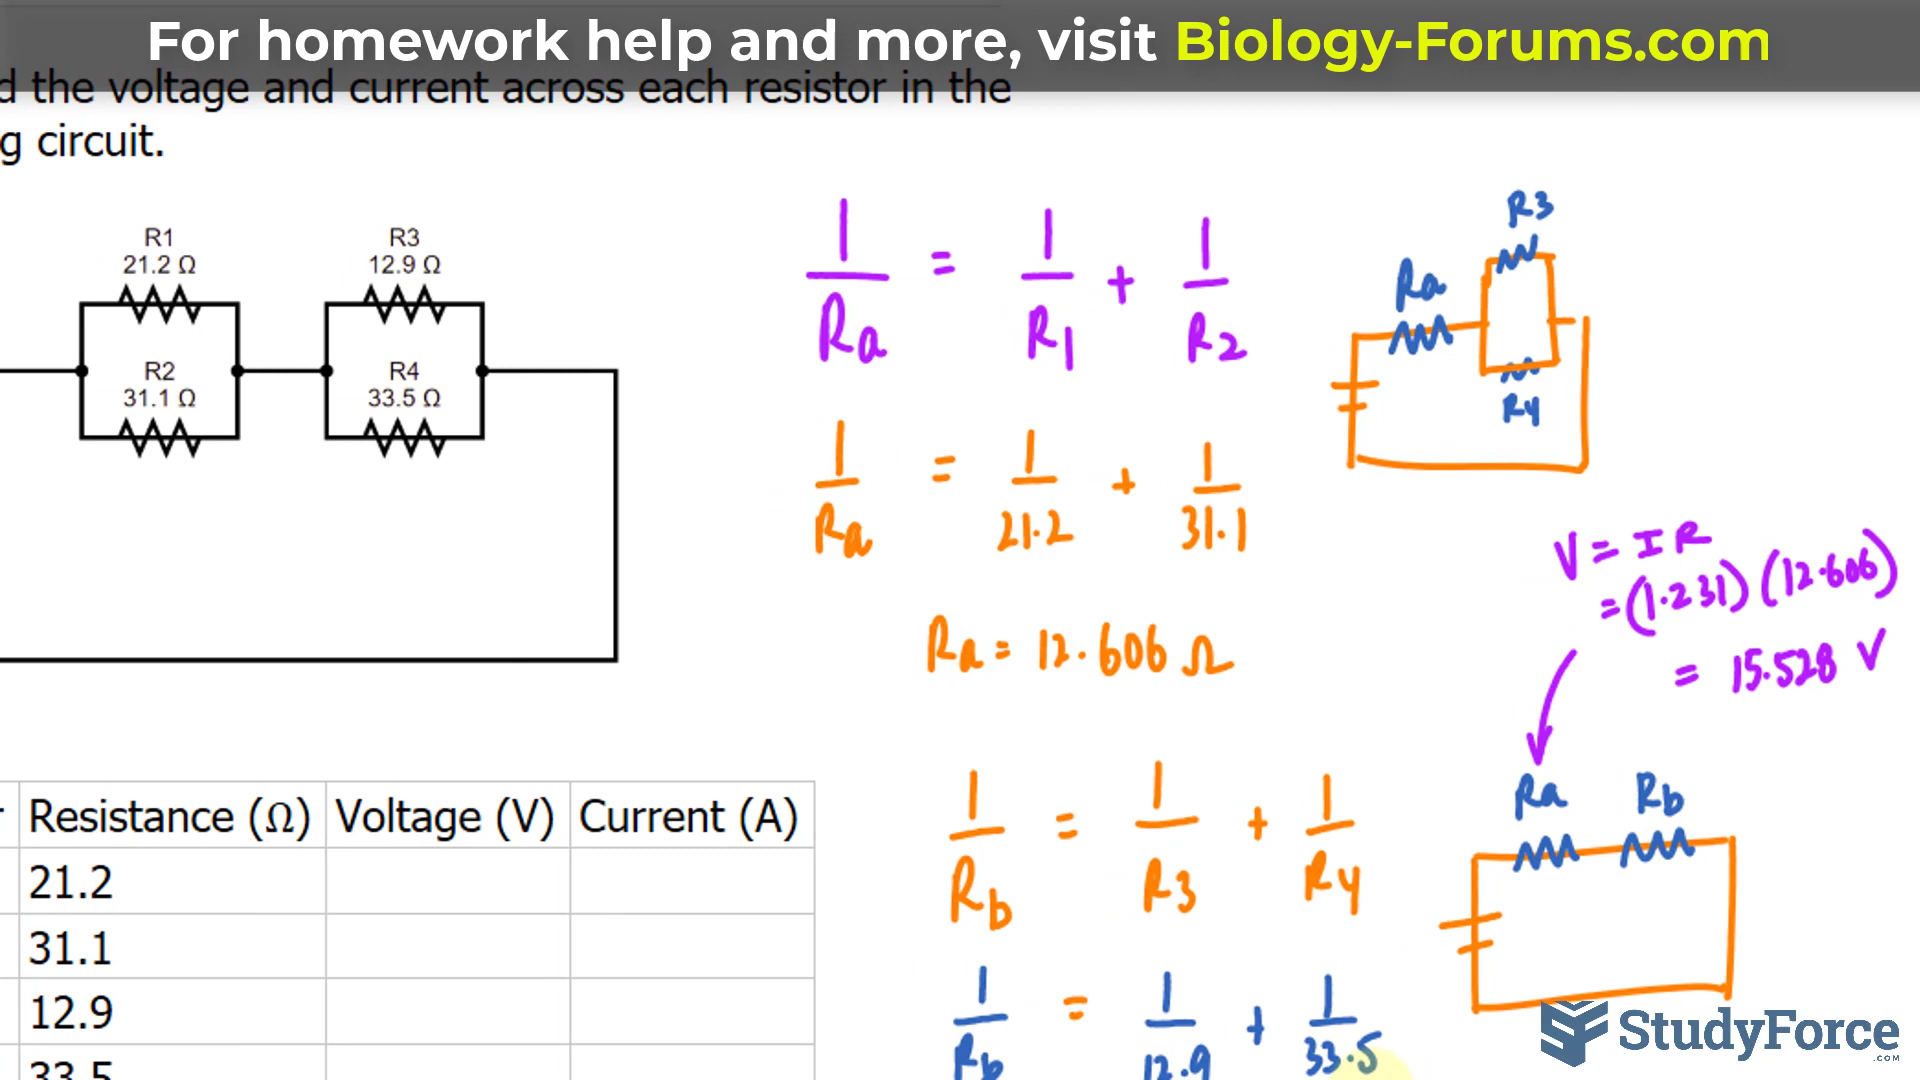 For homework help and more, visit Biology-Forums.com
d the voltage and current across each resistor in the
g circuit.
R1
21.2 Ω
R3
12.9 Ω
R2
31.1 Ω
R4
33.5 Ω
1/Ra = 1/R1 + 1/R2
1/Ra = 1/21.2 + 1/31.1
Ra = 12.606 Ω
R3
Ra
R4
V = IR
= (1.231)(12.606)
= 15.528 V
Ra Rb
1/Rb = 1/R3 + 1/R4
1/Rb = 1/12.9 + 1/33.5
Resistance (Ω) Voltage (V) Current (A)
21.2
31.1
12.9
33.5
SF StudyForce
.COM